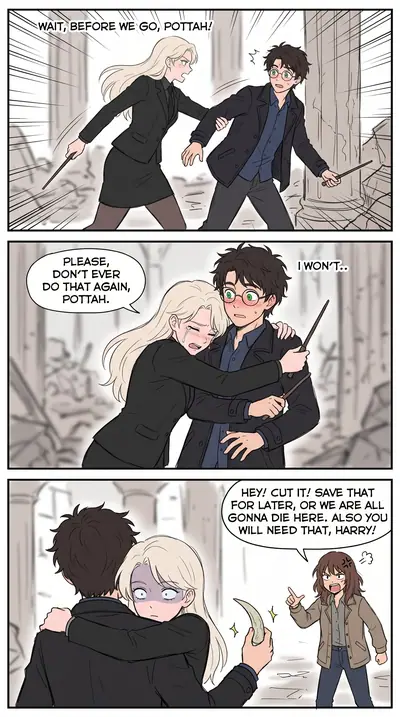 WAIT, BEFORE WE GO, POTTAH!
PLEASE,
DON'T EVER
DO THAT AGAIN,
POTTAH.
I WON'T..
HEY! CUT IT! SAVE THAT
FOR LATER, OR WE ARE ALL
GONNA DIE HERE. ALSO YOU
WILL NEED THAT, HARRY!